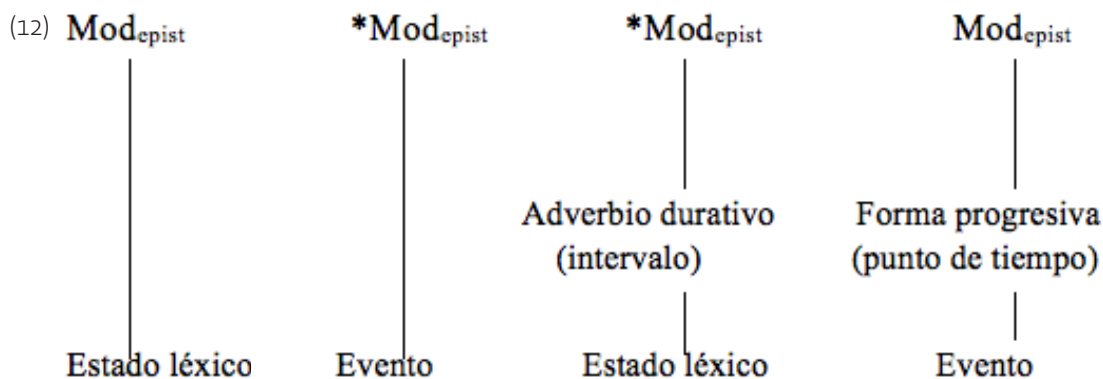 (12) Modepist *Modepist *Modepist Modepist
Adverbio durativo Forma progresiva
(intervalo) (punto de tiempo)
Estado léxico Evento Estado léxico Evento